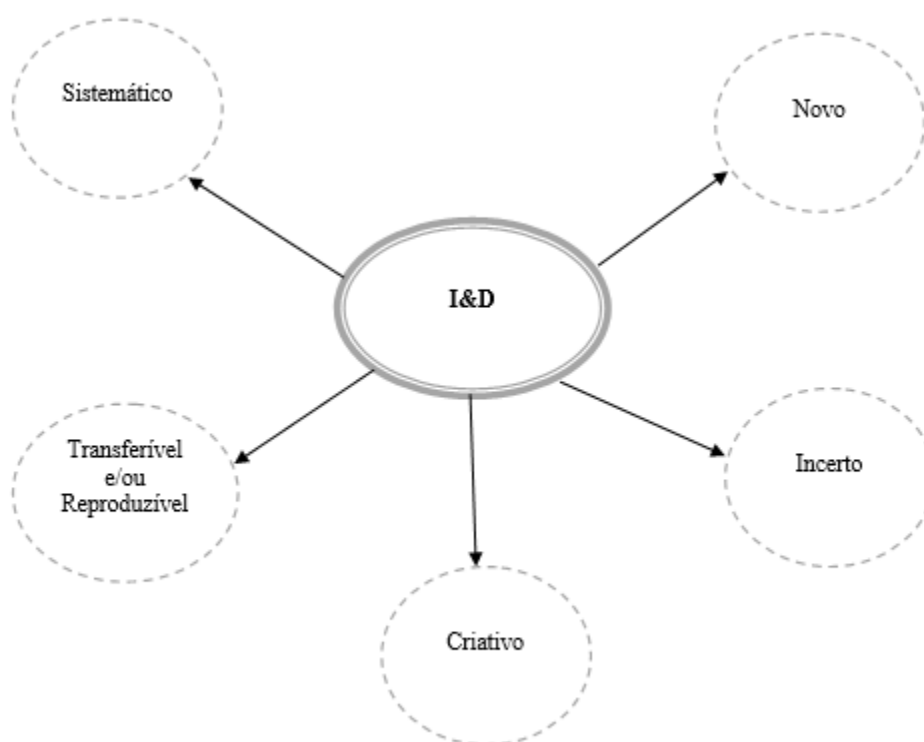 Sistemático
Novo
I&D
Transferível
e/ou
Reproduzível
Incerto
Criativo